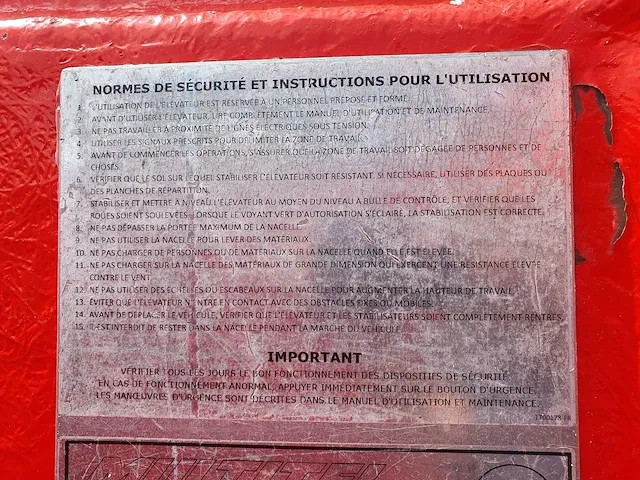 NORMES DE SÉCURITÉ ET INSTRUCTIONS POUR L'UTILISATION
1. L'UTILISATION DE L'ÉLÉVATEUR EST RÉSERVÉE À UN PERSONNEL PRÉPOSÉ ET FORMÉ.
2. AVANT D'UTILISER L'ÉLÉVATEUR, LIRE COMPLÈTEMENT LE MANUEL D'UTILISATION ET DE MAINTENANCE.
3. NE PAS TRAVAILLER À PROXIMITÉ DE LIGNES ÉLECTRIQUES SOUS TENSION.
4. UTILISER LES SIGNAUX PRESCRITS POUR DÉLIMITER LA ZONE DE TRAVAIL.
5. AVANT DE COMMENCER LES OPÉRATIONS, S'ASSURER QUE LA ZONE DE TRAVAIL SOIT DÉGAGÉE DE PERSONNES ET DE
CHOSES.
6. VÉRIFIER QUE LE SOL SUR LEQUEL STABILISER L'ÉLÉVATEUR SOIT RÉSISTANT. SI NÉCESSAIRE, UTILISER DES PLAQUES OU
DES PLANCHES DE RÉPARTITION.
7. STABILISER ET METTRE À NIVEAU L'ÉLÉVATEUR AU MOYEN DU NIVEAU À BULLE DE CONTRÔLE, ET VÉRIFIER QUE LES
ROUES SOIENT SOULEVÉES. LORSQUE LE VOYANT VERT D'AUTORISATION S'ÉCLAIRE, LA STABILISATION EST CORRECTE.
8. NE PAS DÉPASSER LA PORTÉE MAXIMUM DE LA NACELLE.
9. NE PAS UTILISER LA NACELLE POUR LEVER DES MATÉRIAUX.
10. NE PAS CHARGER DE PERSONNES OU DE MATÉRIAUX SUR LA NACELLE QUAND ELLE EST ÉLEVÉE.
11. NE PAS CHARGER SUR LA NACELLE DES MATÉRIAUX DE GRANDE DIMENSION QUI EXERCENT UNE RÉSISTANCE ÉLEVÉE
CONTRE LE VENT.
12. NE PAS UTILISER DES ÉCHELLES OU ESCABEAUX SUR LA NACELLE POUR AUGMENTER LA HAUTEUR DE TRAVAIL.
13. ÉVITER QUE L'ÉLÉVATEUR N'ENTRE EN CONTACT AVEC DES OBSTACLES FIXES OU MOBILES.
14. AVANT DE DÉPLACER LE VÉHICULE, VÉRIFIER QUE L'ÉLÉVATEUR ET LES STABILISATEURS SOIENT COMPLÈTEMENT RENTRÉS.
15. IL EST INTERDIT DE RESTER DANS LA NACELLE PENDANT LA MARCHE DU VÉHICULE.
IMPORTANT
VÉRIFIER TOUS LES JOURS LE BON FONCTIONNEMENT DES DISPOSITIFS DE SÉCURITÉ
EN CAS DE FONCTIONNEMENT ANORMAL, APPUYER IMMÉDIATEMENT SUR LE BOUTON D'URGENCE.
LES MANŒUVRES D'URGENCE SONT DÉCRITES DANS LE MANUEL D'UTILISATION ET MAINTENANCE.